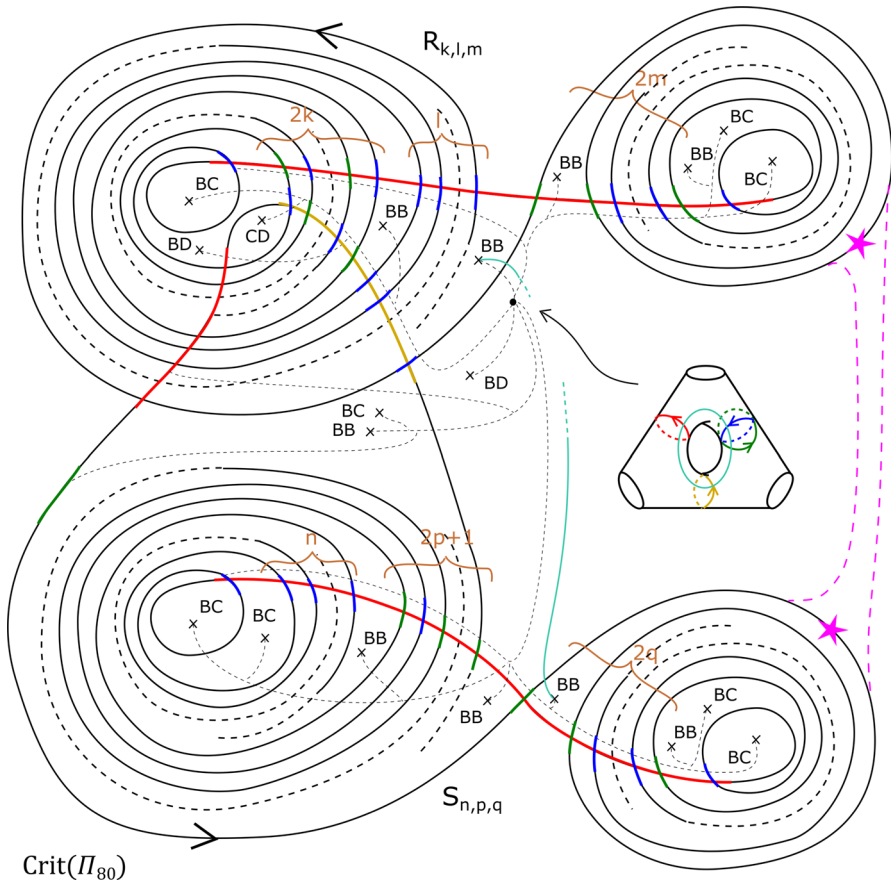 R_{k,l,m}
2m
BC
2k
l
BB
BB
BC
BC
BB
BD
CD
BB
BD
BC
BB
n
2p+1
BC
BC
BB
2q
BB
BC
BB
BB
BC
S_{n,p,q}
Crit(Π_{80})